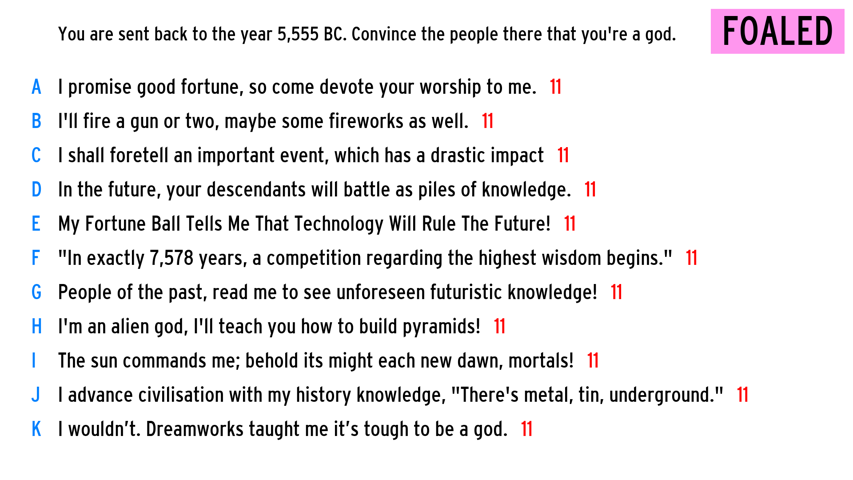 You are sent back to the year 5,555 BC. Convince the people there that you're a god.
FOALED
A I promise good fortune, so come devote your worship to me. 11
B I'll fire a gun or two, maybe some fireworks as well. 11
C I shall foretell an important event, which has a drastic impact 11
D In the future, your descendants will battle as piles of knowledge. 11
E My Fortune Ball Tells Me That Technology Will Rule The Future! 11
F "In exactly 7,578 years, a competition regarding the highest wisdom begins." 11
G People of the past, read me to see unforeseen futuristic knowledge! 11
H I'm an alien god, I'll teach you how to build pyramids! 11
I The sun commands me; behold its might each new dawn, mortals! 11
J I advance civilisation with my history knowledge, "There's metal, tin, underground." 11
K I wouldn’t. Dreamworks taught me it’s tough to be a god. 11